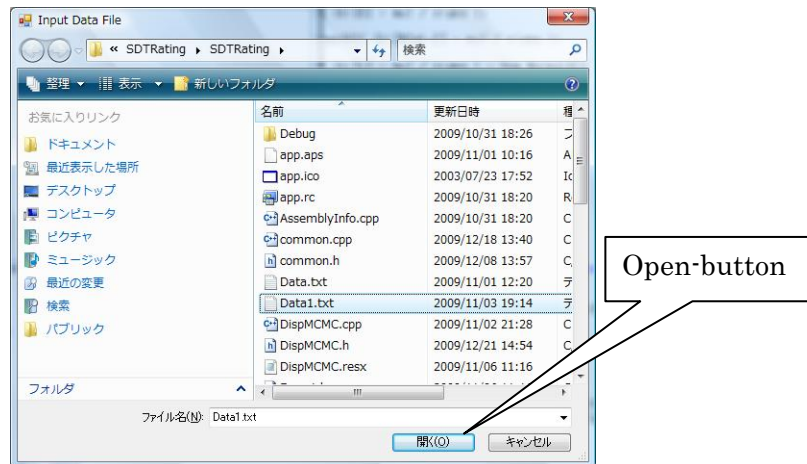 Input Data File
« SDTRating ▸ SDTRating ▸ 検索
整理 表示 新しいフォルダ
お気に入りリンク
ドキュメント
最近表示した場所
デスクトップ
コンピュータ
ピクチャ
ミュージック
最近の変更
検索
パブリック
フォルダ
名前 更新日時 種
Debug 2009/10/31 18:26 フ
app.aps 2009/11/01 10:16 A
app.ico 2003/07/23 17:52 Ic
app.rc 2009/10/31 18:20 R
AssemblyInfo.cpp 2009/10/31 18:20 C
common.cpp 2009/12/18 13:40 C
common.h 2009/12/08 13:57 C
Data.txt 2009/11/01 12:20 テ
Data1.txt 2009/11/03 19:14 テ
DispMCMC.cpp 2009/11/02 21:28 C
DispMCMC.h 2009/12/21 14:54 C
DispMCMC.resx 2009/11/06 11:16
Open-button
ファイル名(N): Data1.txt
開く(O) キャンセル